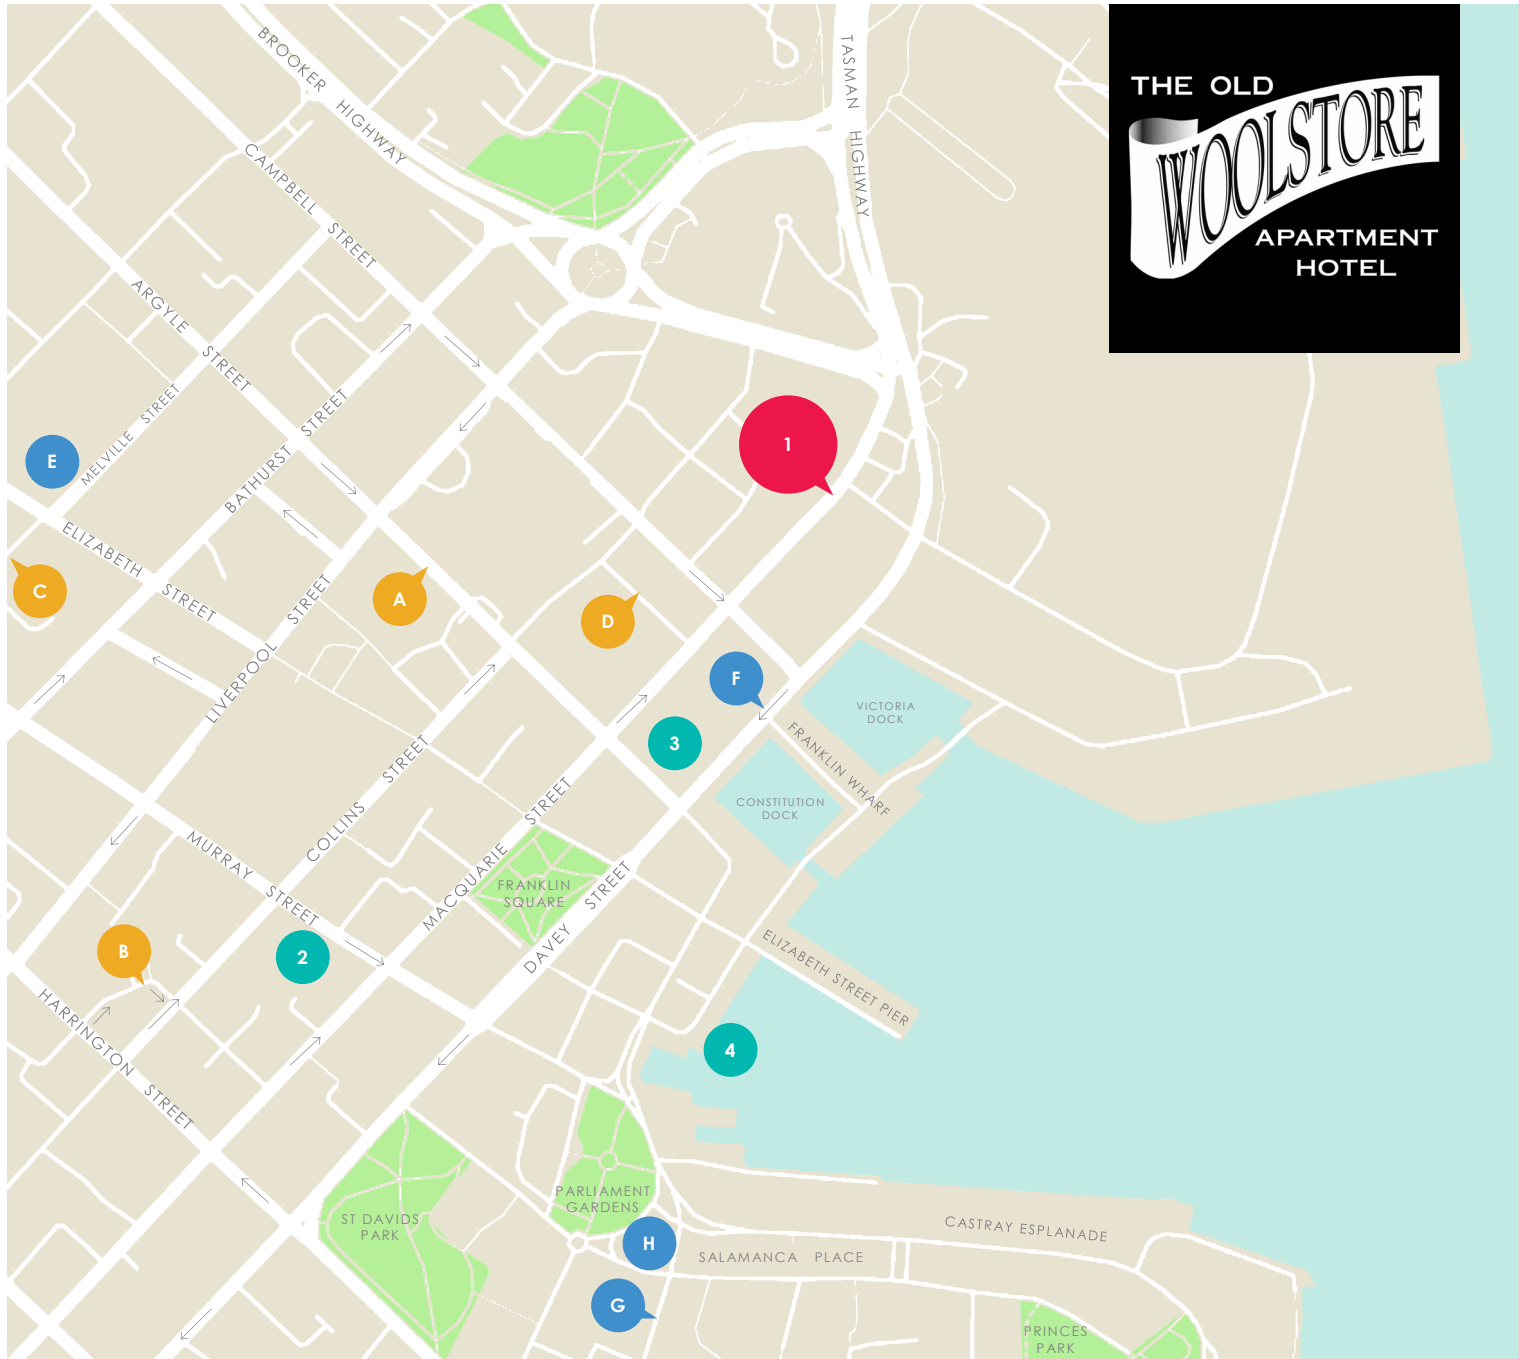 BROOKER HIGHWAY
TASMAN HIGHWAY
THE OLD
WOOLSTORE
APARTMENT
HOTEL
CAMPBELL STREET
ARGYLE STREET
MELVILLE STREET
BATHURST STREET
1
E
ELIZABETH STREET
C
A
D
LIVERPOOL STREET
F
VICTORIA
DOCK
3
FRANKLIN WHARF
CONSTITUTION
DOCK
COLLINS STREET
MACQUARIE STREET
MURRAY STREET
FRANKLIN
SQUARE
DAVEY STREET
B
2
ELIZABETH STREET PIER
HARRINGTON STREET
4
PARLIAMENT
GARDENS
ST DAVIDS
PARK
H
CASTRAY ESPLANADE
SALAMANCA PLACE
G
PRINCES
PARK